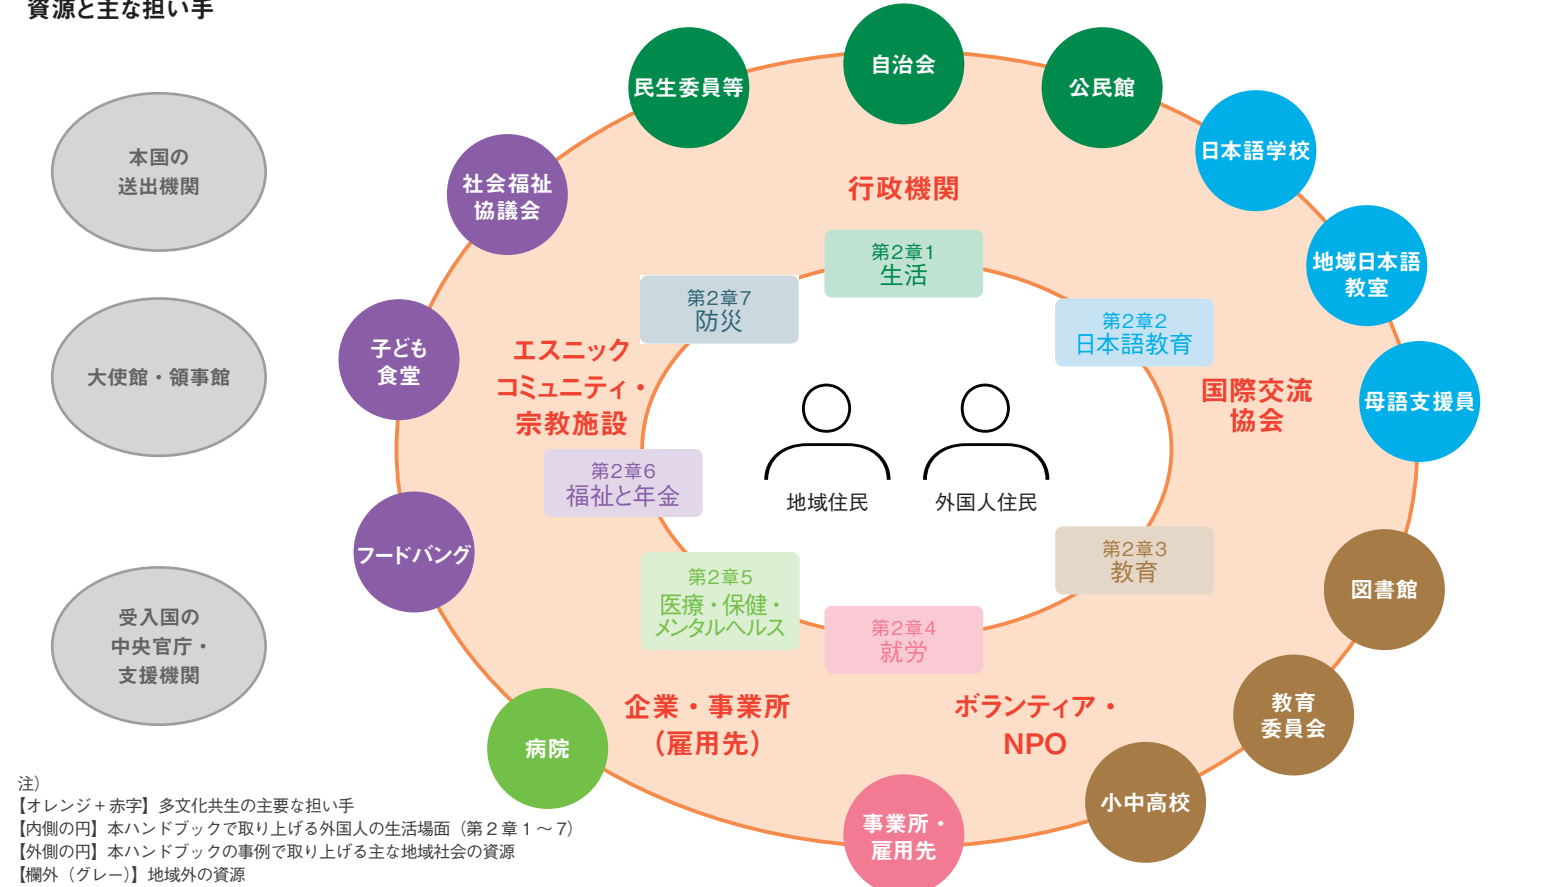 資源と主な担い手
自治会
民生委員等
公民館
日本語学校
本国の
送出機関
社会福祉
協議会
行政機関
第2章1
生活
地域日本語
教室
第2章7
防災
第2章2
日本語教育
大使館・領事館
子ども
食堂
エスニック
コミュニティ・
宗教施設
国際交流
協会
母語支援員
第2章6
福祉と年金
地域住民
外国人住民
フードバング
第2章3
教育
第2章5
医療・保健・
メンタルヘルス
図書館
受入国の
中央官庁・
支援機関
第2章4
就労
企業・事業所
（雇用先）
ボランティア・
NPO
教育
委員会
病院
小中高校
事業所・
雇用先
注）
【オレンジ＋赤字】多文化共生の主要な担い手
【内側の円】本ハンドブックで取り上げる外国人の生活場面（第２章１～７）
【外側の円】本ハンドブックの事例で取り上げる主な地域社会の資源
【欄外（グレー）】地域外の資源